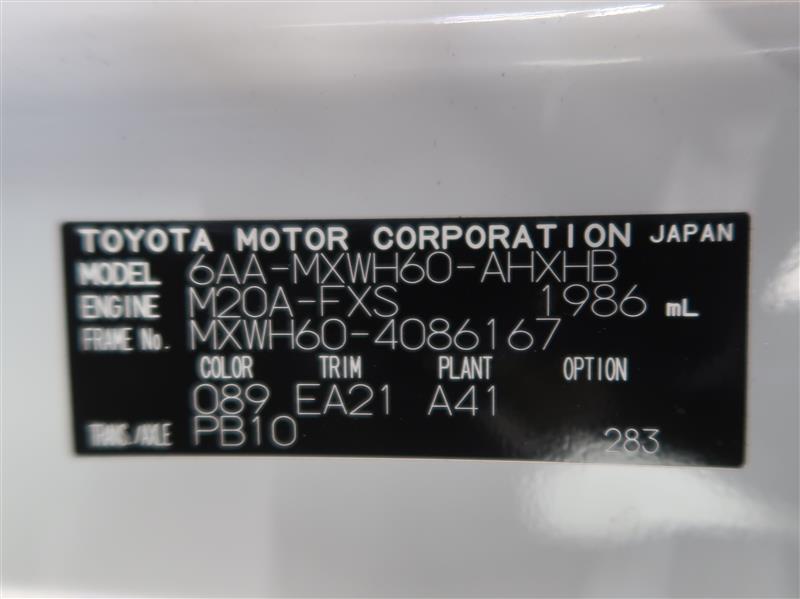 TOYOTA MOTOR CORPORATION JAPAN
MODEL 6AA-MXWH60-AHXHB
ENGINE M20A-FXS 1986 mL
FRAME No. MXWH60-4086167
COLOR TRIM PLANT OPTION
089 EA21 A41
TRANS./AXLE PB10 283